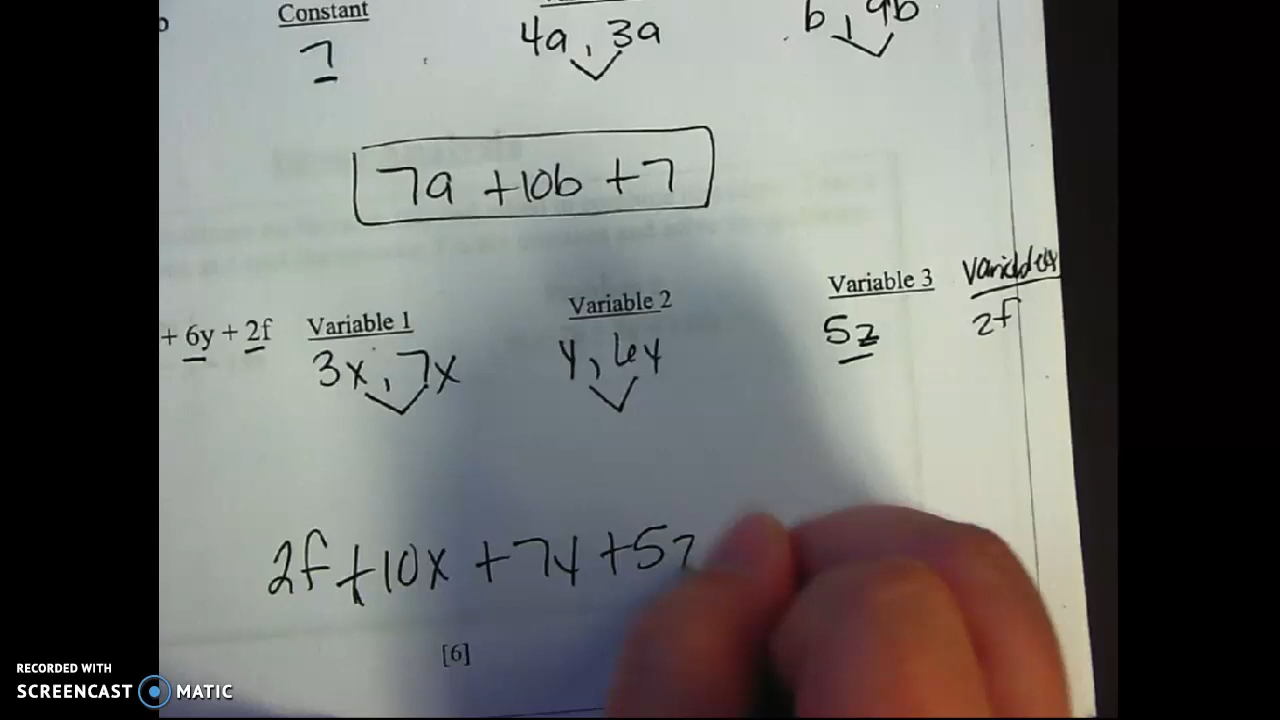 Constant
7
4a, 3a
b, 9b
7a + 10b + 7
+ 6y + 2f
Variable 1
3x, 7x
Variable 2
y, 6y
Variable 3
5z
2f
2f + 10x + 7y + 5z
[6]
RECORDED WITH
SCREENCAST MATIC